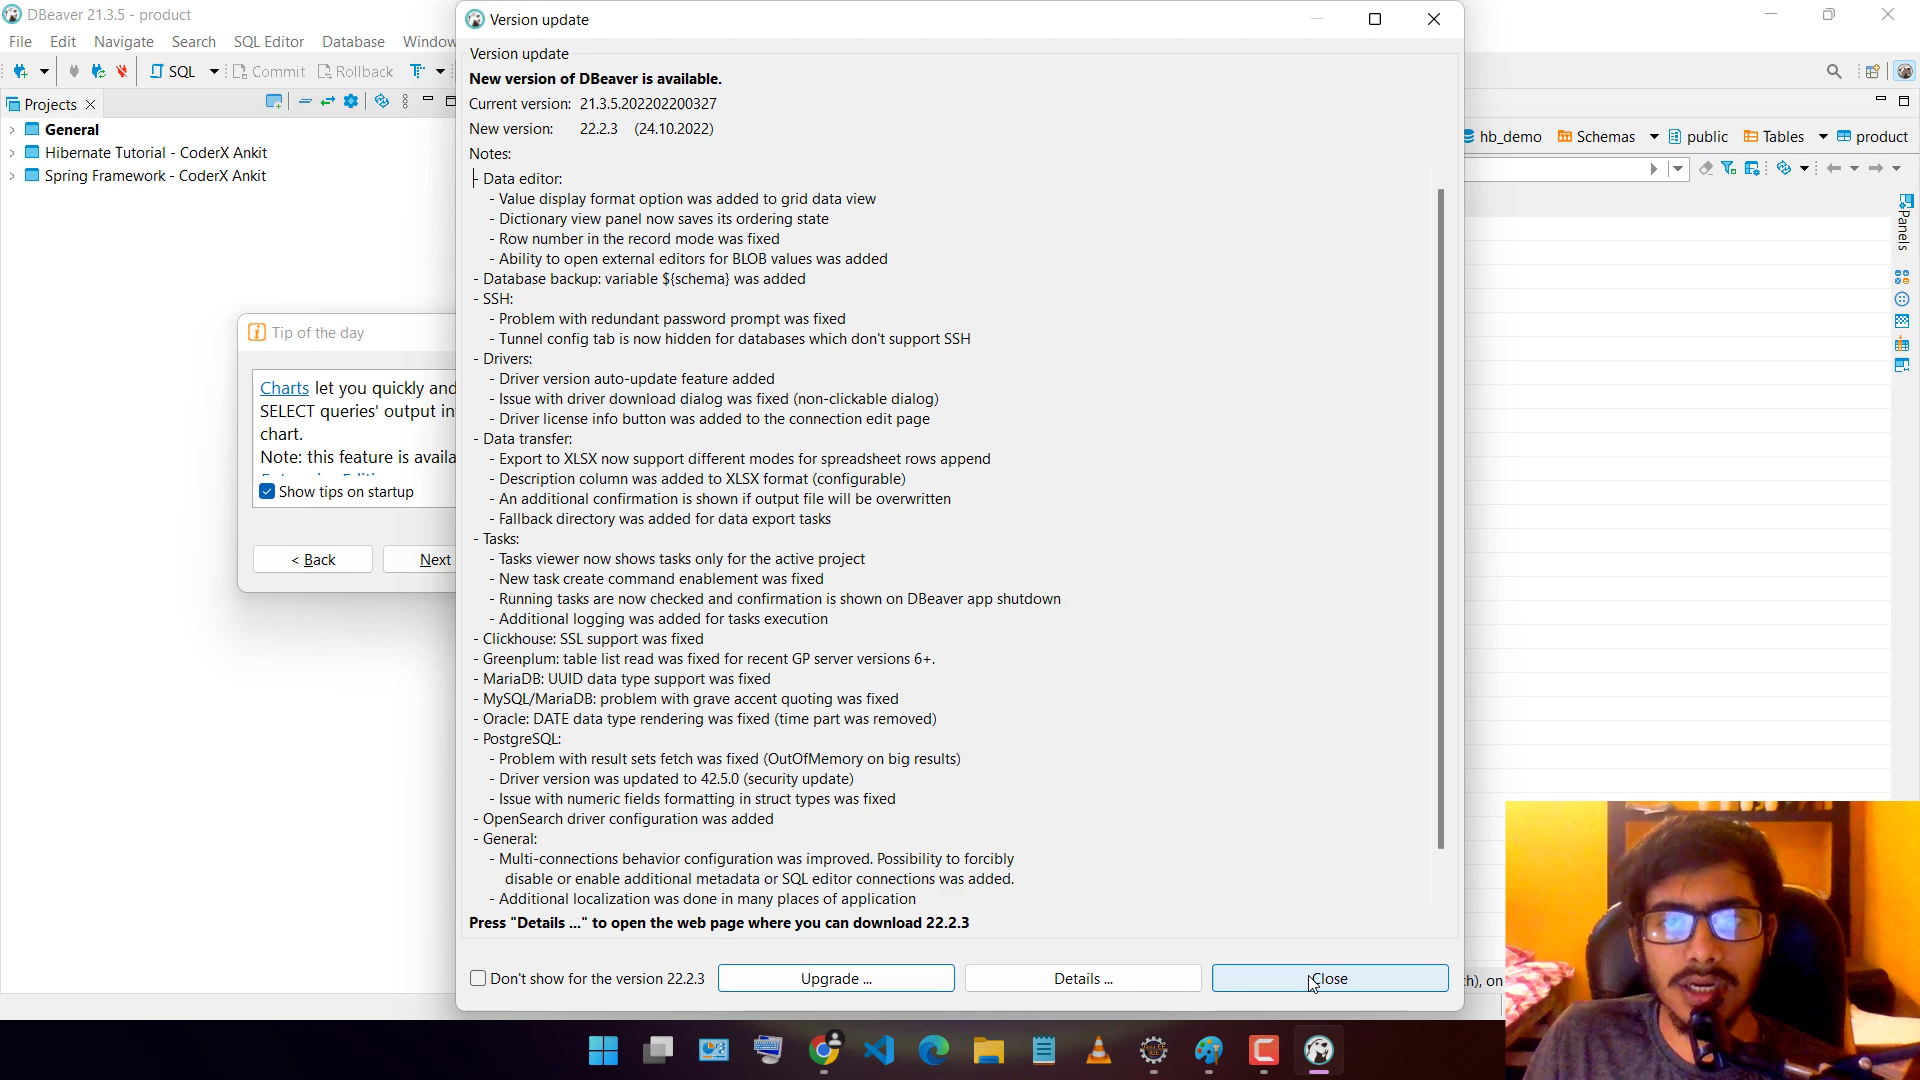 DBeaver 21.3.5 - product
File Edit Navigate Search SQL Editor Database Window
SQL Commit Rollback T
Projects
General
Hibernate Tutorial - CoderX Ankit
Spring Framework - CoderX Ankit
Tip of the day
Charts let you quickly and
SELECT queries' output in
chart.
Note: this feature is availa
Show tips on startup
< Back Next
Version update
Version update
New version of DBeaver is available.
Current version: 21.3.5.202202200327
New version: 22.2.3 (24.10.2022)
Notes:
- Data editor:
- Value display format option was added to grid data view
- Dictionary view panel now saves its ordering state
- Row number in the record mode was fixed
- Ability to open external editors for BLOB values was added
- Database backup: variable ${schema} was added
- SSH:
- Problem with redundant password prompt was fixed
- Tunnel config tab is now hidden for databases which don't support SSH
- Drivers:
- Driver version auto-update feature added
- Issue with driver download dialog was fixed (non-clickable dialog)
- Driver license info button was added to the connection edit page
- Data transfer:
- Export to XLSX now support different modes for spreadsheet rows append
- Description column was added to XLSX format (configurable)
- An additional confirmation is shown if output file will be overwritten
- Fallback directory was added for data export tasks
- Tasks:
- Tasks viewer now shows tasks only for the active project
- New task create command enablement was fixed
- Running tasks are now checked and confirmation is shown on DBeaver app shutdown
- Additional logging was added for tasks execution
- Clickhouse: SSL support was fixed
- Greenplum: table list read was fixed for recent GP server versions 6+.
- MariaDB: UUID data type support was fixed
- MySQL/MariaDB: problem with grave accent quoting was fixed
- Oracle: DATE data type rendering was fixed (time part was removed)
- PostgreSQL:
- Problem with result sets fetch was fixed (OutOfMemory on big results)
- Driver version was updated to 42.5.0 (security update)
- Issue with numeric fields formatting in struct types was fixed
- OpenSearch driver configuration was added
- General:
- Multi-connections behavior configuration was improved. Possibility to forcibly
disable or enable additional metadata or SQL editor connections was added.
- Additional localization was done in many places of application
Press "Details ..." to open the web page where you can download 22.2.3
Don't show for the version 22.2.3 Upgrade ... Details ... Close
hb_demo Schemas public Tables product
Panels
h), on